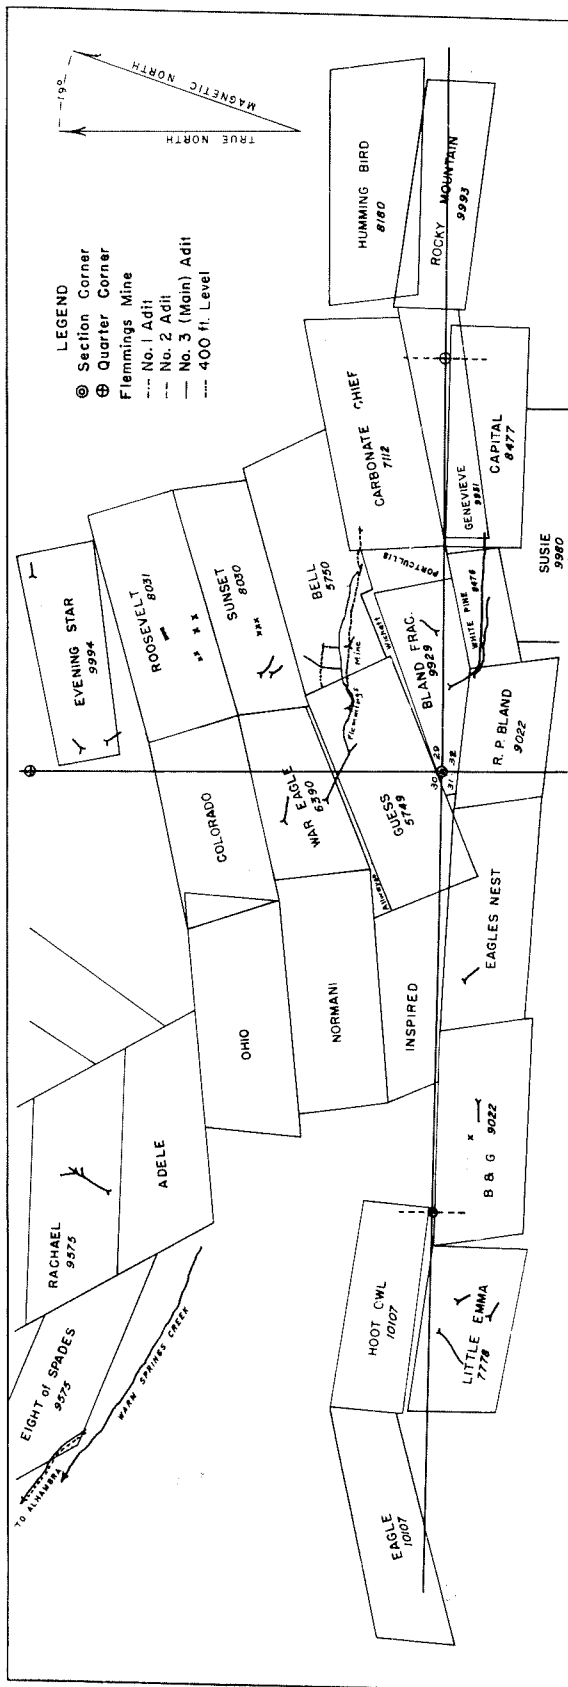 19°
TRUE NORTH
MAGNETIC NORTH
LEGEND
Section Corner
Quarter Corner
Flemmings Mine
No. 1 Adit
No. 2 Adit
No. 3 (Main) Adit
400 ft. Level
TO ALHAMBRA
WARM SPRINGS CREEK
EIGHT of SPADES
9575
RACHAEL
9575
ADELE
EVENING STAR
9994
ROOSEVELT
8031
SUNSET
8030
BELL
5750
COLORADO
WAR EAGLE
6390
OHIO
NORMANI
INSPIRED
GUESS
5749
Flemmings Mine
CARBONATE CHIEF
7112
HUMMING BIRD
8180
ROCKY MOUNTAIN
9993
PORTCULLIS
BLAND FRAC.
9929
GENEVIEVE
CAPITAL
8477
WHITE PINE
SUSIE
9980
R. P. BLAND
9022
30 29
31 32
EAGLES NEST
B & G 9022
HOOT OWL
10107
LITTLE EMMA
7778
EAGLE
10107